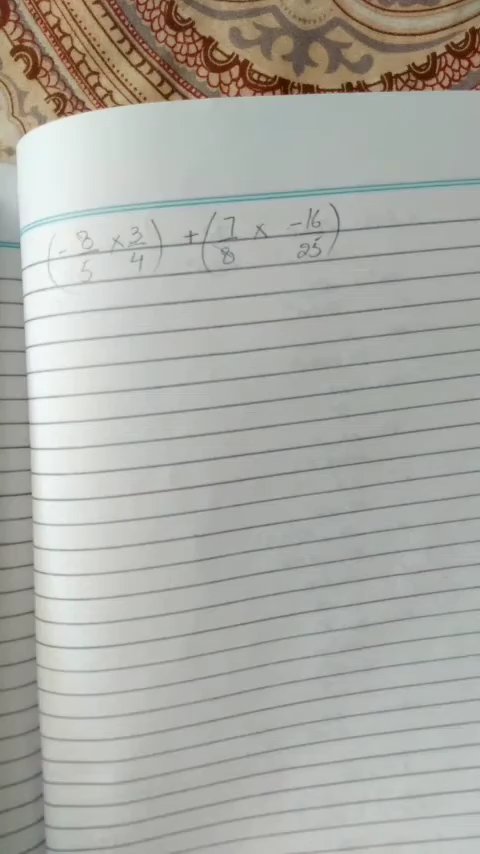 (-8/5 × 3/4) + (7/8 × -16/25)